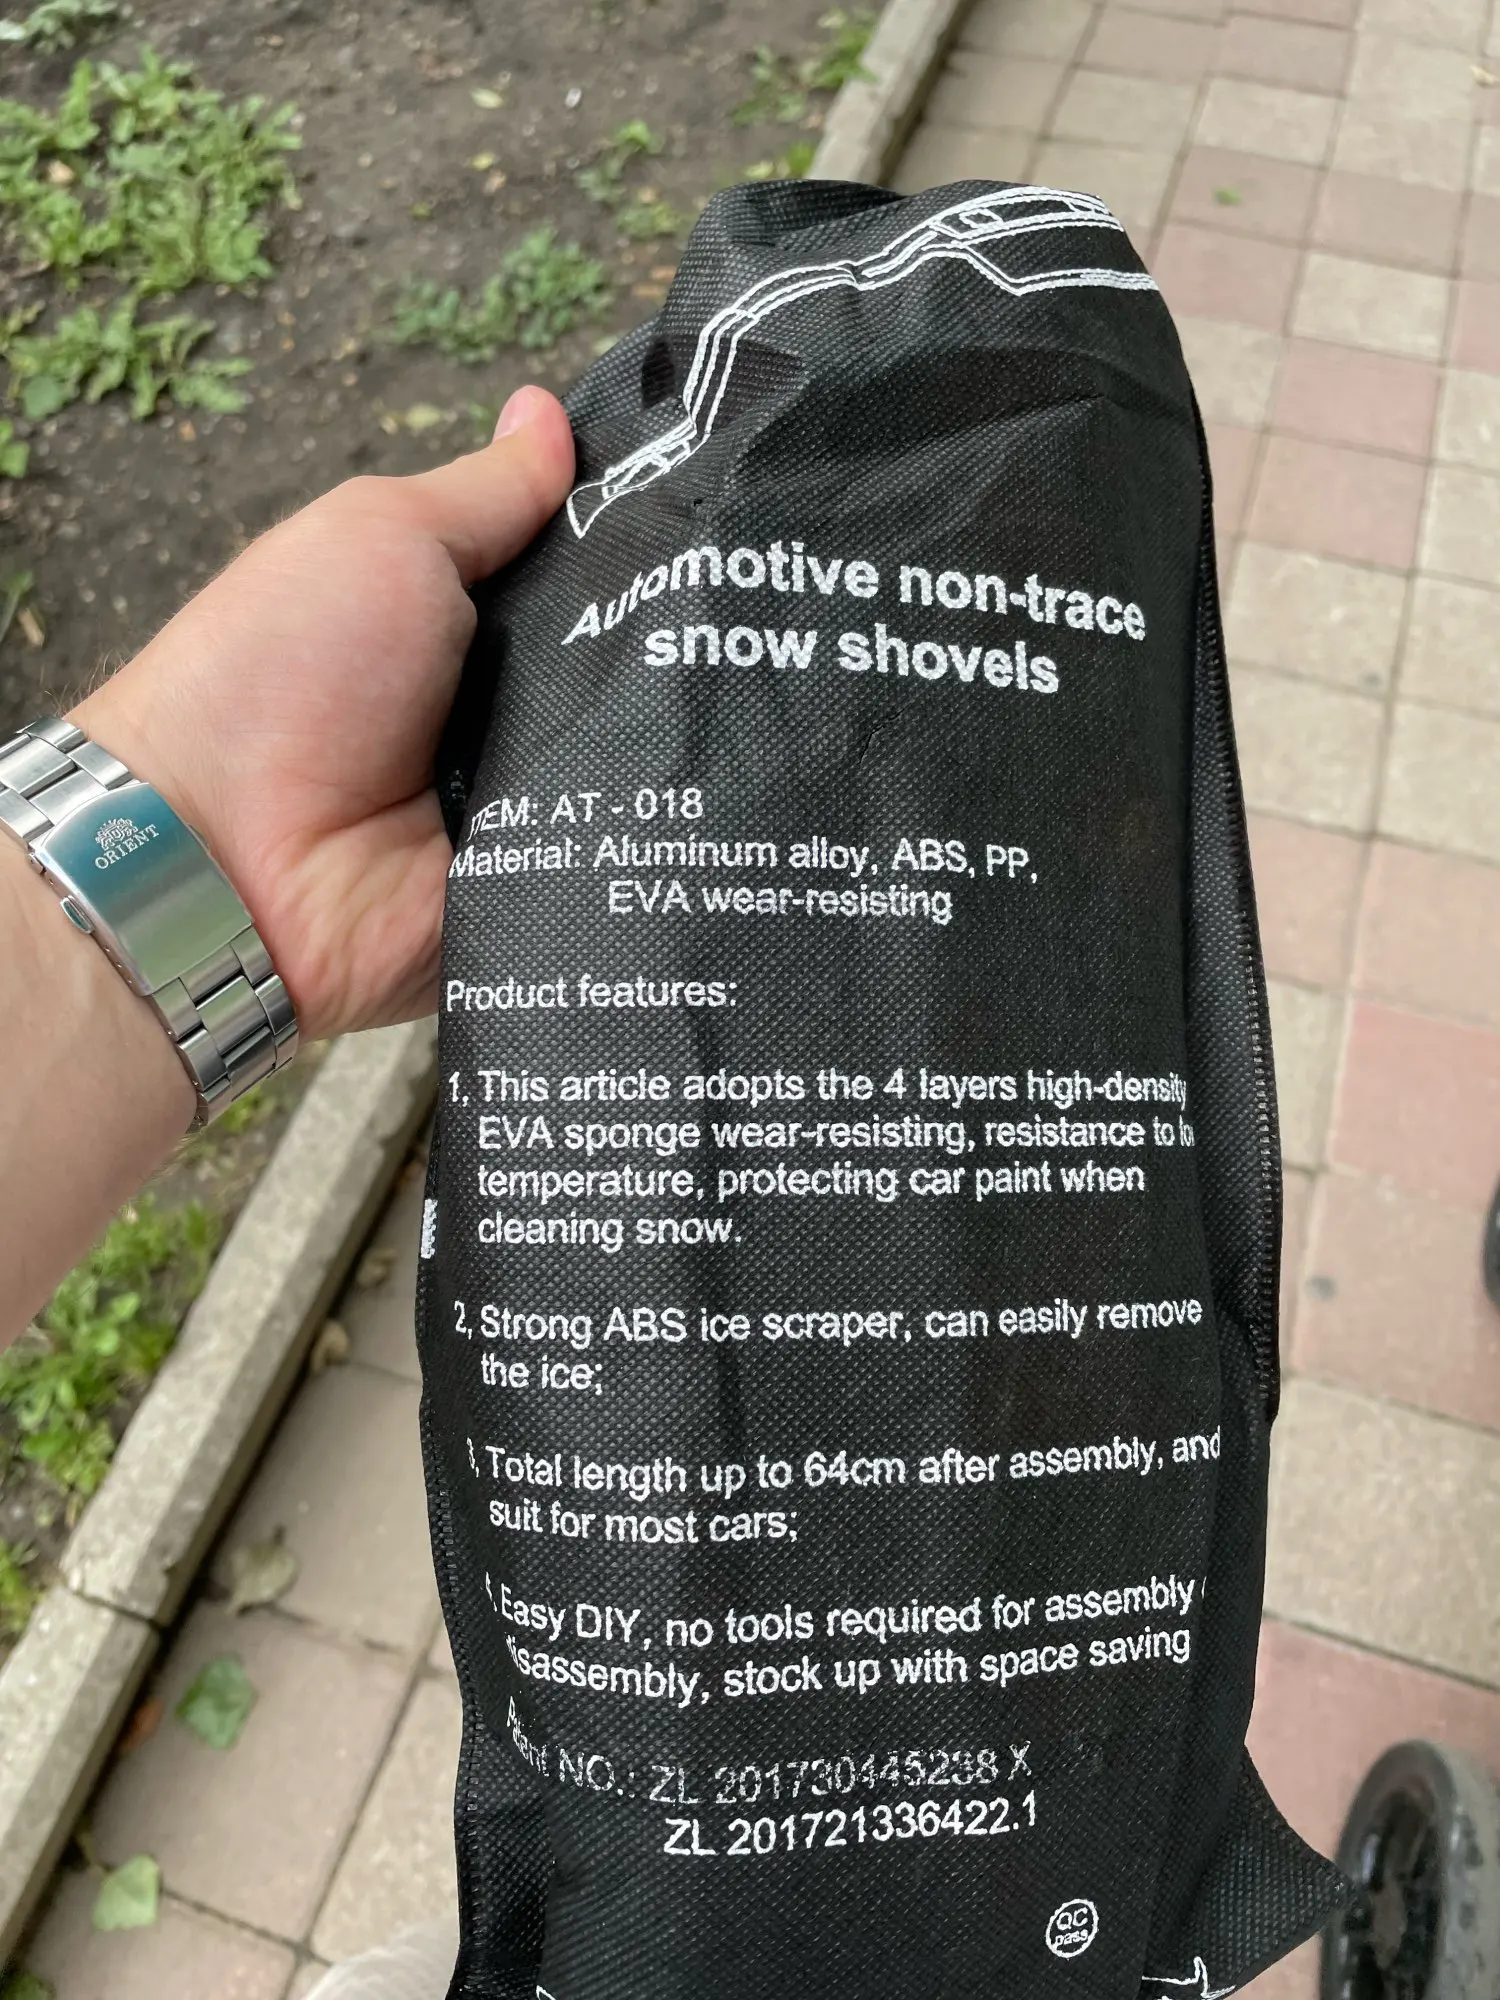 Automotive non-trace
snow shovels
ITEM: AT - 018
Material: Aluminum alloy, ABS, PP,
EVA wear-resisting
Product features:
1, This article adopts the 4 layers high-density
EVA sponge wear-resisting, resistance to
temperature, protecting car paint when
cleaning snow.
2, Strong ABS ice scraper, can easily remove
the ice;
3, Total length up to 64cm after assembly, and
suit for most cars;
Easy DIY, no tools required for assembly
disassembly, stock up with space saving
Patent NO.: ZL 201730445238 X
ZL 201721336422.1
QC
pass
ORIENT